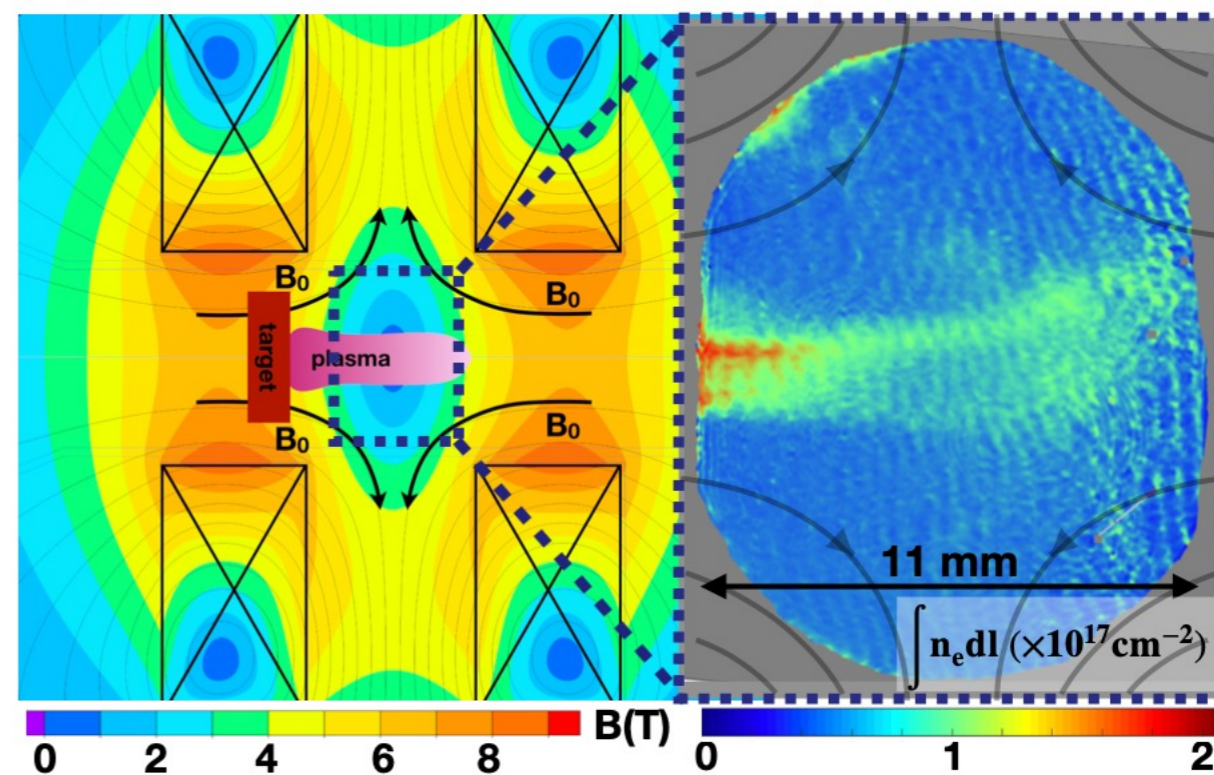 B₀
B₀
target
plasma
B₀
B₀
11 mm
∫ nₑdl (×10¹⁷cm⁻²)
0 2 4 6 8 B(T)
0 1 2